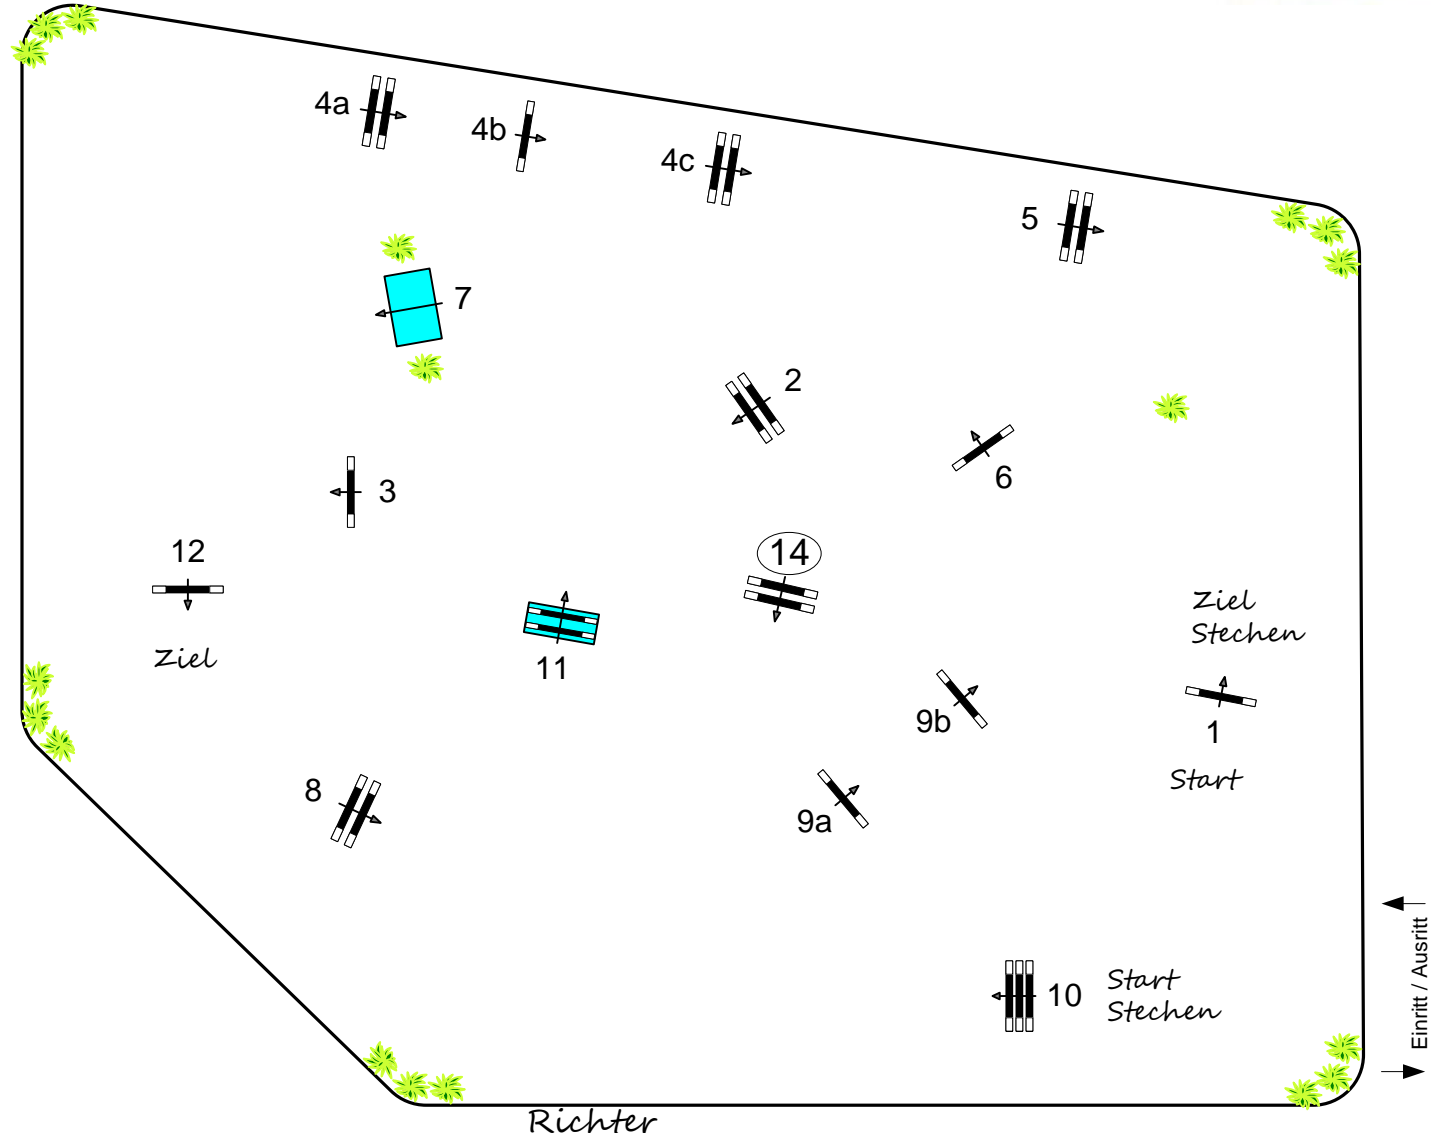 4a
4b
4c
5
7
2
6
3
12
14
Ziel
Stechen
Ziel
11
9b
1
Start
8
9a
10
Start
Stechen
Einritt / Ausritt
Richter